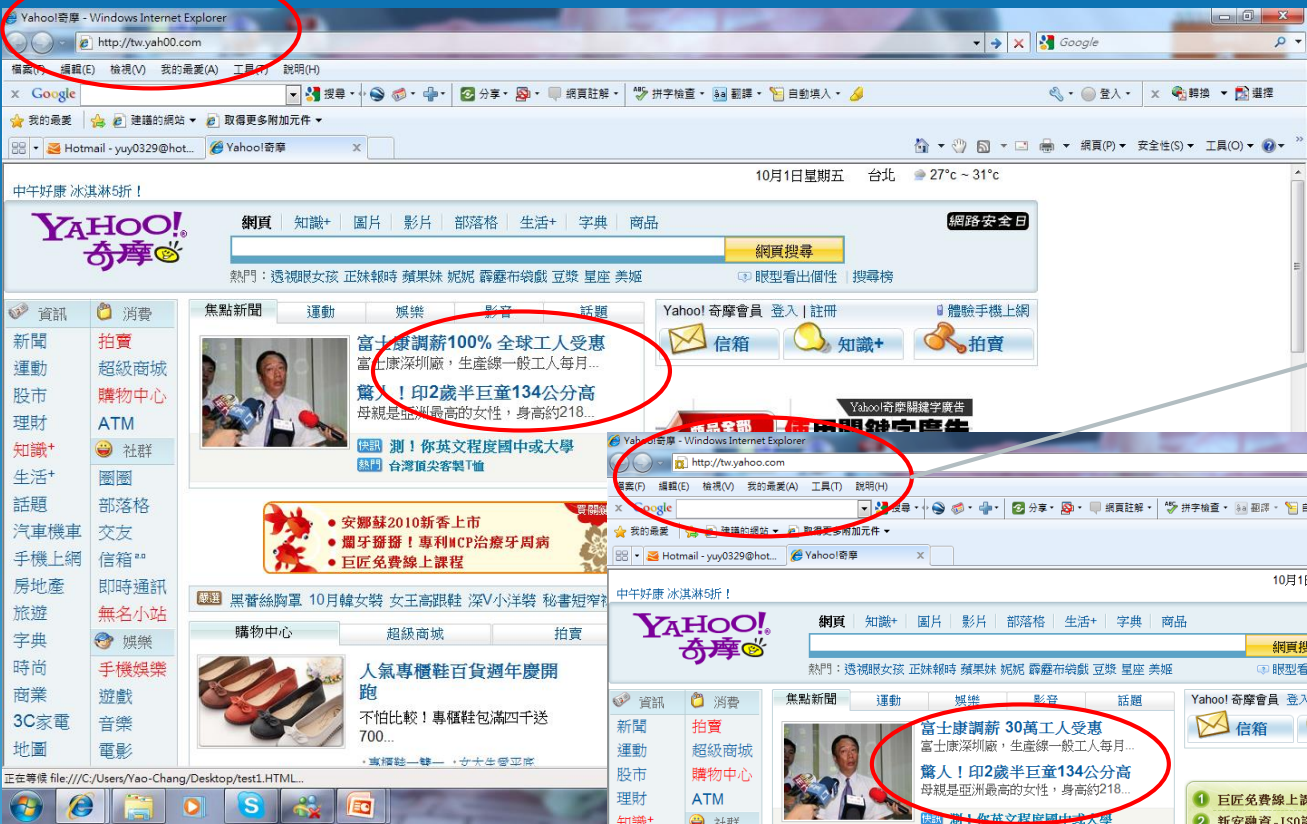 Yahoo!奇摩 - Windows Internet Explorer
http://tw.yah00.com
Google
檔案(F) 編輯(E) 檢視(V) 我的最愛(A) 工具(T) 說明(H)
x Google 搜尋 分享 網頁註解 拼字檢查 翻譯 自動填入 登入 x 轉換 選擇
我的最愛 建議的網站 取得更多附加元件
Hotmail - yuy0329@hot... Yahoo!奇摩 x
網頁(P) 安全性(S) 工具(O)
10月1日星期五 台北 27°c ~ 31°c
中午好康 冰淇淋5折！
YAHOO! 奇摩
網頁 知識+ 圖片 影片 部落格 生活+ 字典 商品
網路安全日
網頁搜尋
熱門：透視眼女孩 正妹報時 蘋果妹 妮妮 霹靂布袋戲 豆漿 星座 美姬
眼型看出個性 搜尋榜
資訊
新聞
運動
股市
理財
知識+
生活+
話題
汽車機車
手機上網
房地產
旅遊
字典
時尚
商業
3C家電
地圖
消費
拍賣
超級商城
購物中心
ATM
社群
圈圈
部落格
交友
信箱2.0
即時通訊
無名小站
娛樂
手機娛樂
遊戲
音樂
電影
焦點新聞 運動 娛樂 影音 話題
富士康調薪100% 全球工人受惠
富士康深圳廠，生產線一般工人每月...
驚人！印2歲半巨童134公分高
母親是亞洲最高的女性，身高約218...
快訊 測！你英文程度國中或大學
熱門 台灣頂尖客製T恤
Yahoo! 奇摩會員 登入 | 註冊
體驗手機上網
信箱 知識+ 拍賣
Yahoo!奇摩關鍵字廣告
安娜蘇2010新香上市
爛牙掰掰！專利MCP治療牙周病
巨匠免費線上課程
嚴選 黑蕾絲胸罩 10月韓女裝 女王高跟鞋 深V小洋裝
購物中心 超級商城 拍賣
人氣專櫃鞋百貨週年慶開
跑
不怕比較！專櫃鞋包滿四千送
700...
正在等候 file:///C:/Users/Yao-Chang/Desktop/test1.HTML...
Yahoo!奇摩 - Windows Internet Explorer
http://tw.yahoo.com
檔案(F) 編輯(E) 檢視(V) 我的最愛(A) 工具(T) 說明(H)
x Google 搜尋 分享 網頁註解 拼字檢查 翻譯
我的最愛 建議的網站 取得更多附加元件
Hotmail - yuy0329@hot... Yahoo!奇摩 x
10月1
中午好康 冰淇淋5折！
YAHOO! 奇摩
網頁 知識+ 圖片 影片 部落格 生活+ 字典 商品
網頁
熱門：透視眼女孩 正妹報時 蘋果妹 妮妮 霹靂布袋戲 豆漿 星座 美姬
眼型看
資訊
新聞
運動
股市
理財
知識+
消費
拍賣
超級商城
購物中心
ATM
社群
焦點新聞 運動 娛樂 影音 話題
富士康調薪 30萬工人受惠
富士康深圳廠，生產線一般工人每月...
驚人！印2歲半巨童134公分高
母親是亞洲最高的女性，身高約218...
快訊 測！你英文程度國中或大學
Yahoo! 奇摩會員
信箱
1 巨匠免費線上
2 新安融資-ISO